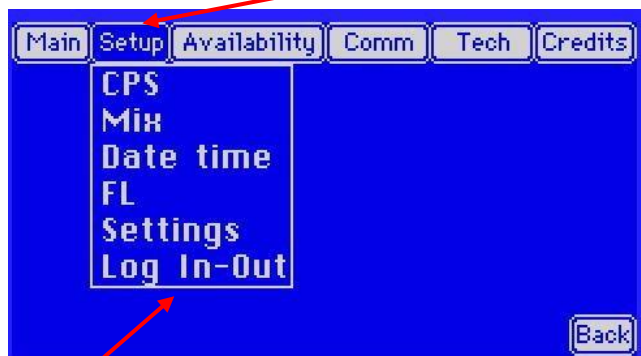 Main Setup Availability Comm Tech Credits
CPS
Mix
Date time
FL
Settings
Log In-Out
Back